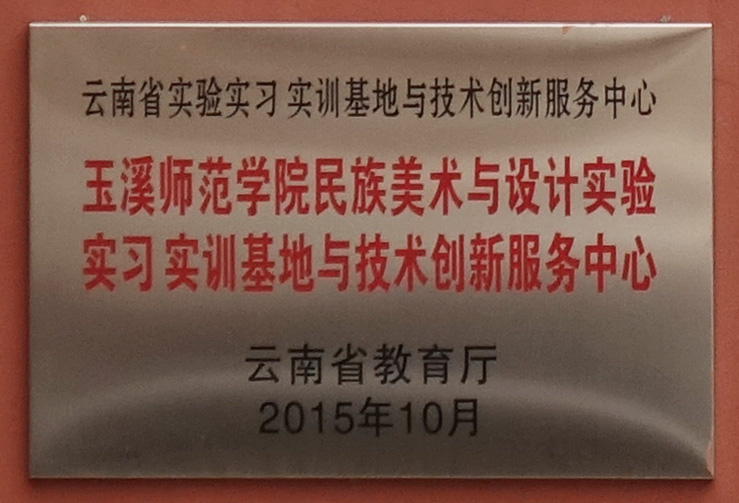 云南省实验实习 实训基地与技术创新服务中心
玉溪师范学院民族美术与设计实验
实习 实训基地与技术创新服务中心
云南省教育厅
2015年10月